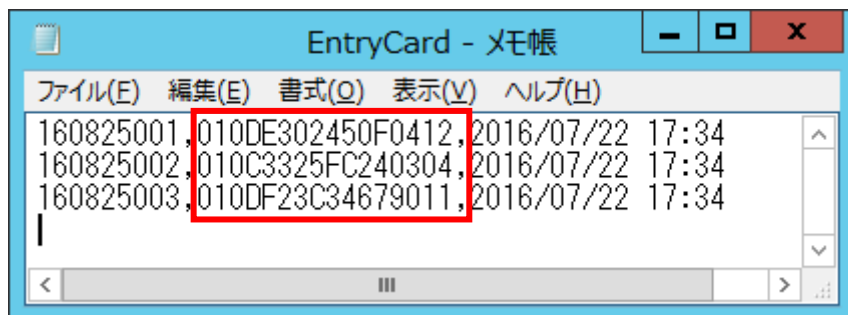 EntryCard - メモ帳
ファイル(F) 編集(E) 書式(O) 表示(V) ヘルプ(H)
160825001,010DE302450F0412,2016/07/22 17:34
160825002,010C3325FC240304,2016/07/22 17:34
160825003,010DF23C34679011,2016/07/22 17:34